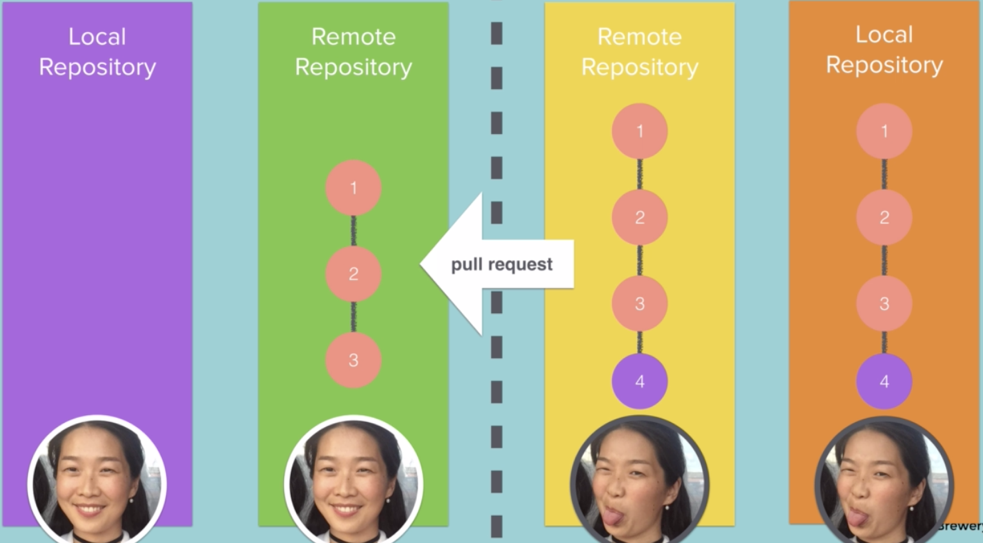 Local
Repository
1
2
3
Remote
Repository
pull request
1
2
3
4
Remote
Repository
1
2
3
4
Local
Repository
Brewery